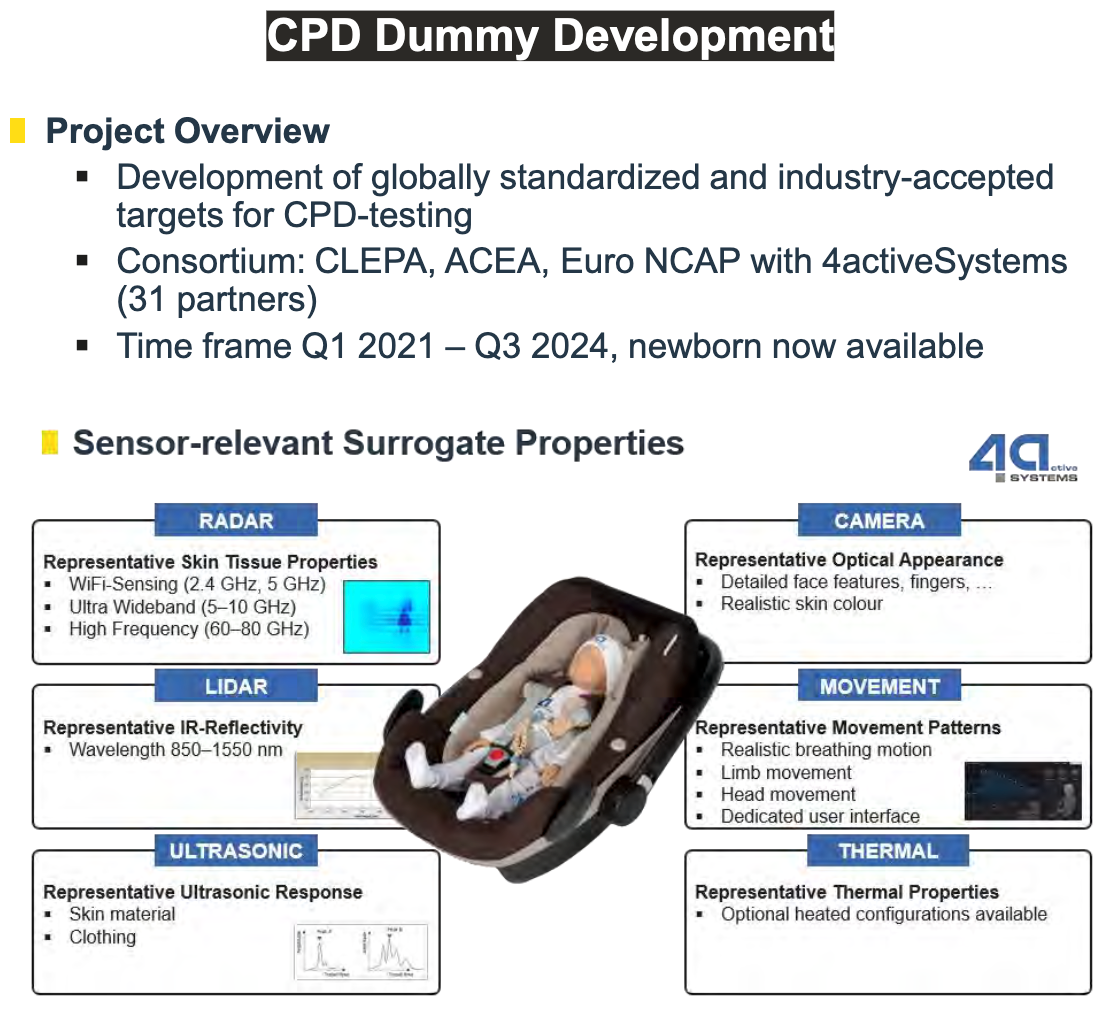 CPD Dummy Development
Project Overview
▪ Development of globally standardized and industry-accepted
targets for CPD-testing
▪ Consortium: CLEPA, ACEA, Euro NCAP with 4activeSystems
(31 partners)
▪ Time frame Q1 2021 – Q3 2024, newborn now available
Sensor-relevant Surrogate Properties
4a ctive
SYSTEMS
RADAR
Representative Skin Tissue Properties
▪ WiFi-Sensing (2.4 GHz, 5 GHz)
▪ Ultra Wideband (5–10 GHz)
▪ High Frequency (60–80 GHz)
LIDAR
Representative IR-Reflectivity
▪ Wavelength 850–1550 nm
ULTRASONIC
Representative Ultrasonic Response
▪ Skin material
▪ Clothing
CAMERA
Representative Optical Appearance
▪ Detailed face features, fingers, …
▪ Realistic skin colour
MOVEMENT
Representative Movement Patterns
▪ Realistic breathing motion
▪ Limb movement
▪ Head movement
▪ Dedicated user interface
THERMAL
Representative Thermal Properties
▪ Optional heated configurations available